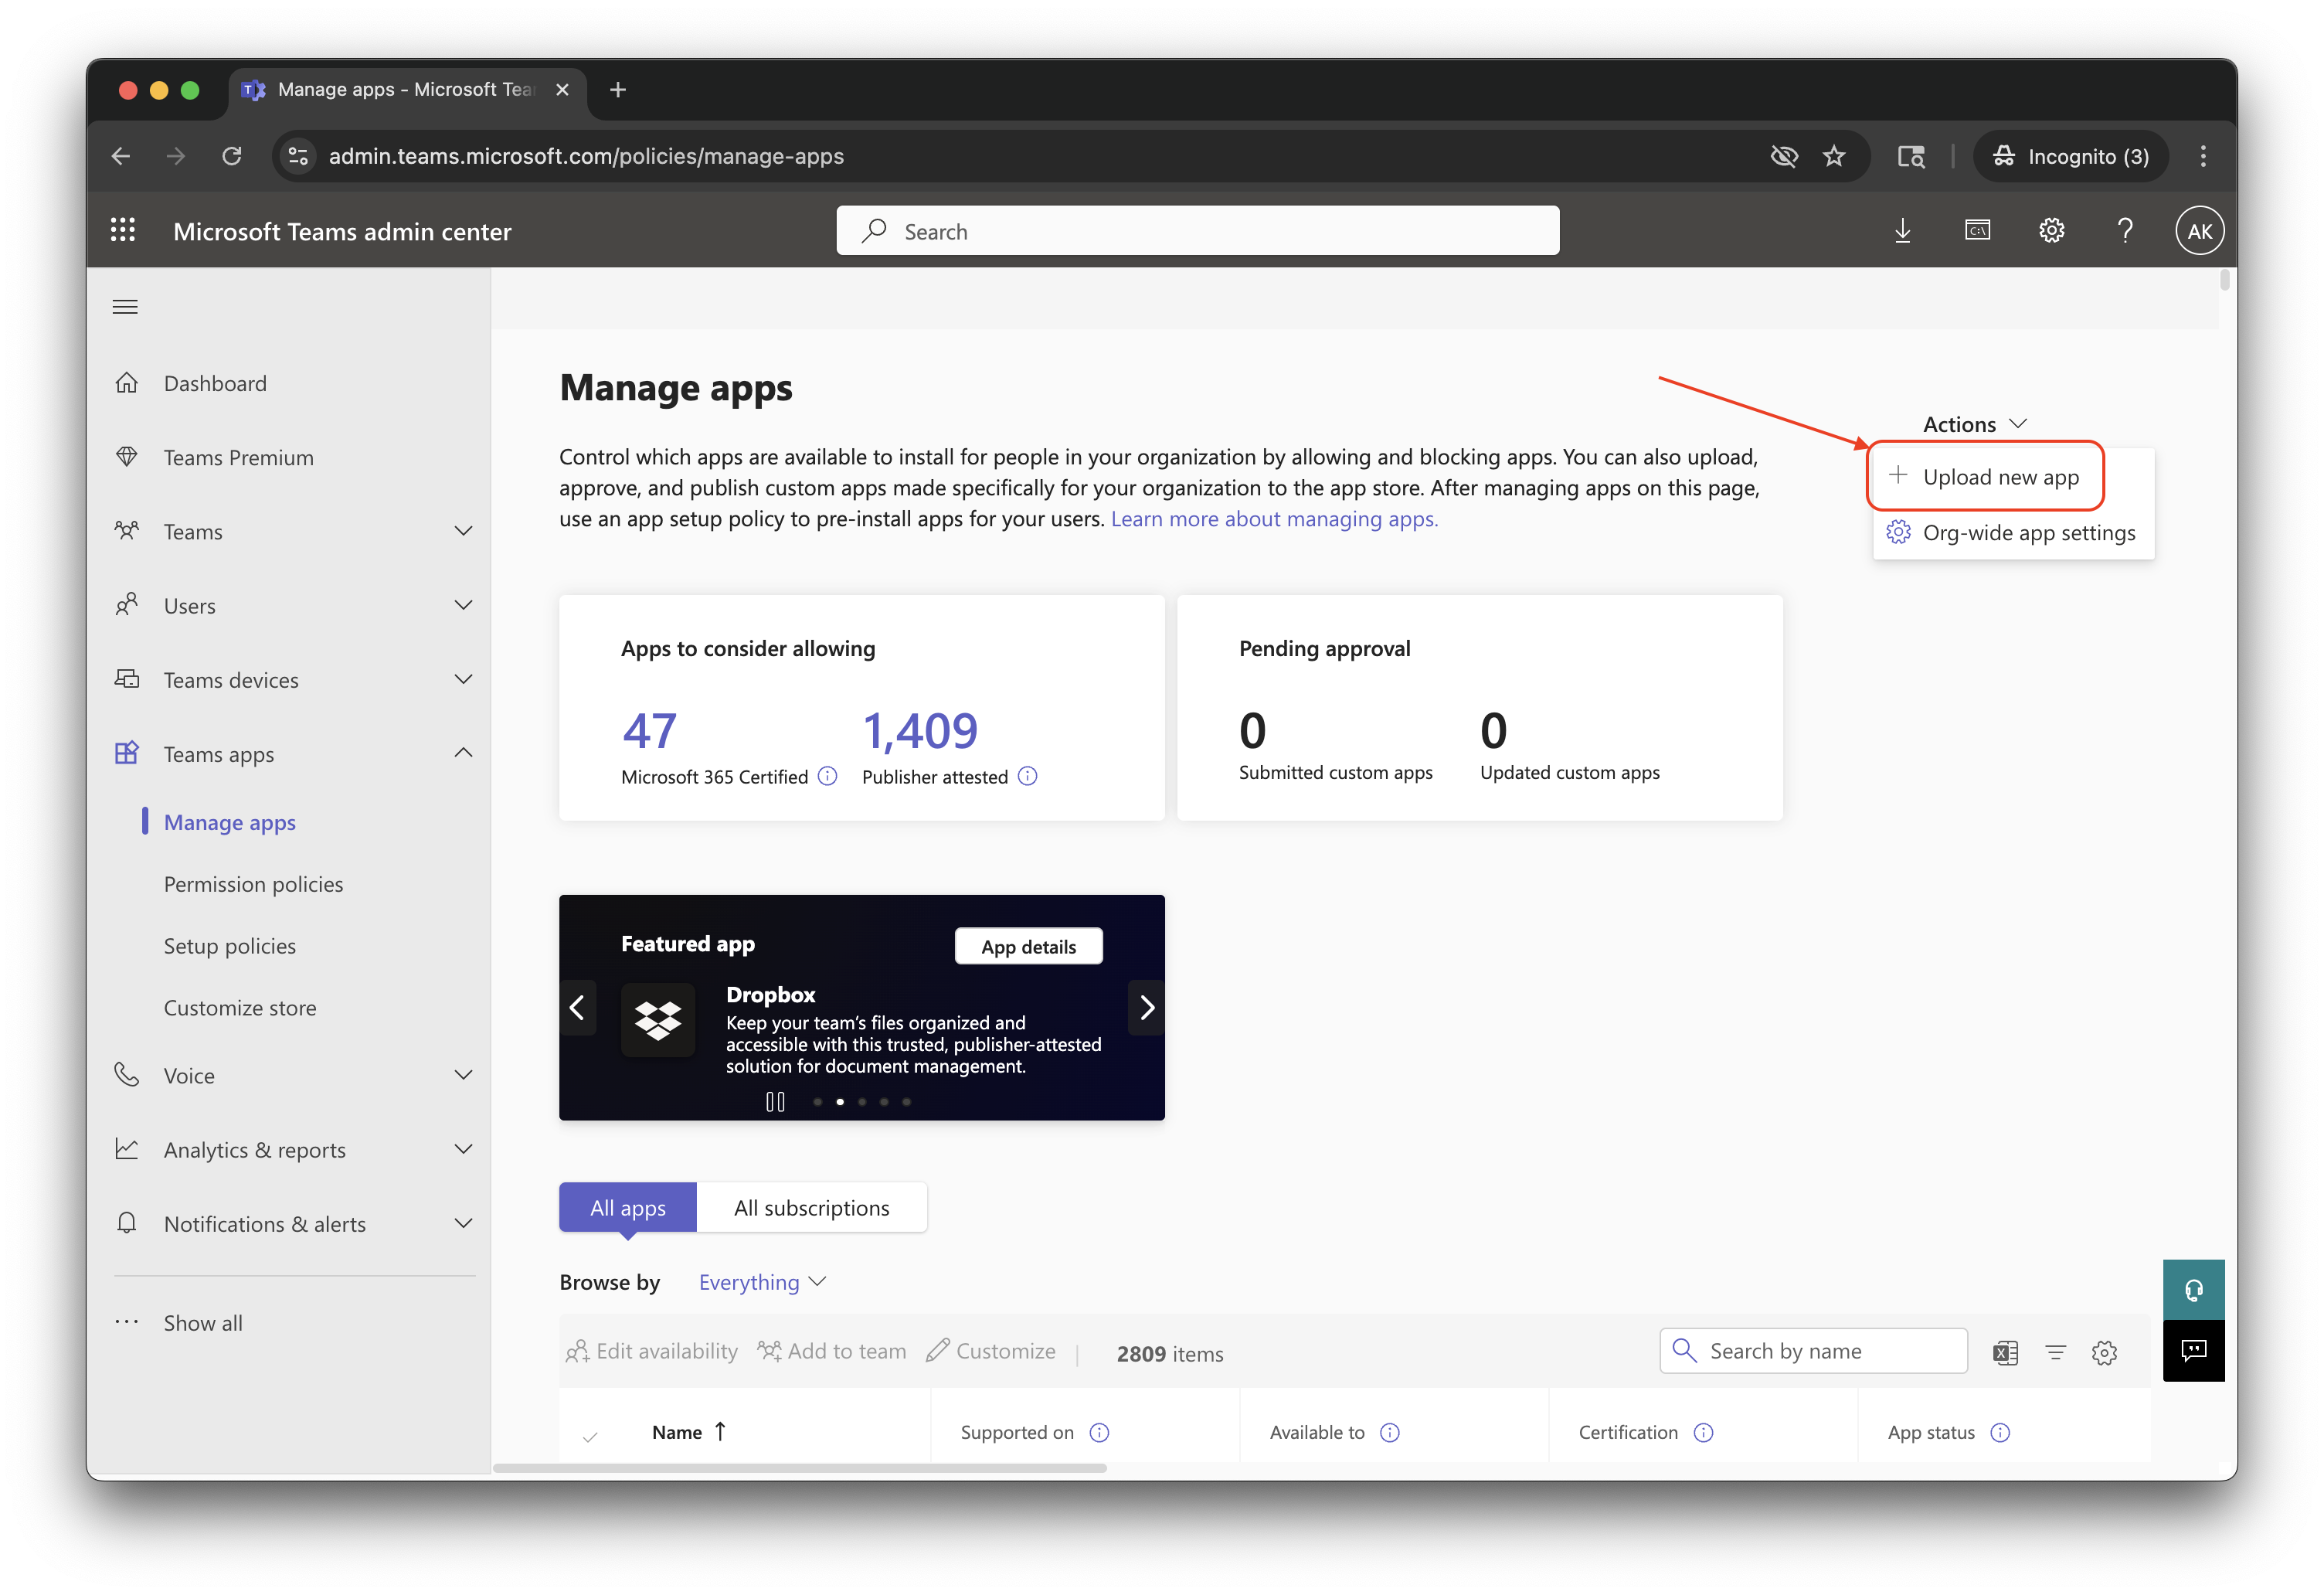 Manage apps - Microsoft Tea
admin.teams.microsoft.com/policies/manage-apps
Incognito (3)
Microsoft Teams admin center
Search
C:\
AK
Dashboard
Teams Premium
Teams
Users
Teams devices
Teams apps
Manage apps
Permission policies
Setup policies
Customize store
Voice
Analytics & reports
Notifications & alerts
Show all
Manage apps
Control which apps are available to install for people in your organization by allowing and blocking apps. You can also upload,
approve, and publish custom apps made specifically for your organization to the app store. After managing apps on this page,
use an app setup policy to pre-install apps for your users. Learn more about managing apps.
Actions
Upload new app
Org-wide app settings
Apps to consider allowing
47
Microsoft 365 Certified
1,409
Publisher attested
Pending approval
0
Submitted custom apps
0
Updated custom apps
Featured app
App details
Dropbox
Keep your team's files organized and
accessible with this trusted, publisher-attested
solution for document management.
All apps
All subscriptions
Browse by Everything
Edit availability
Add to team
Customize
2809 items
Search by name
Name ↑
Supported on
Available to
Certification
App status